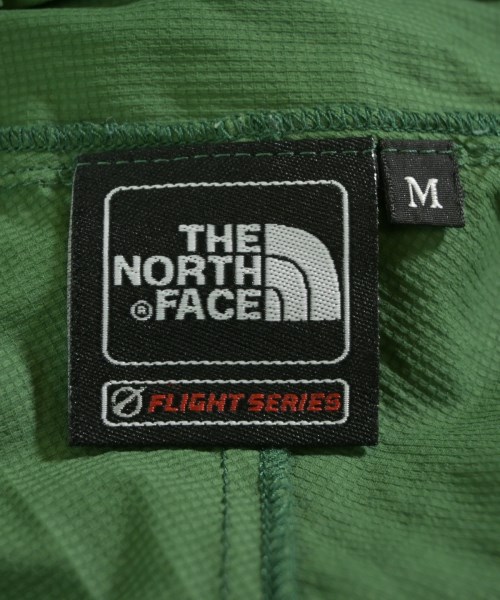 THE
NORTH
® FACE
M
FLIGHT SERIES